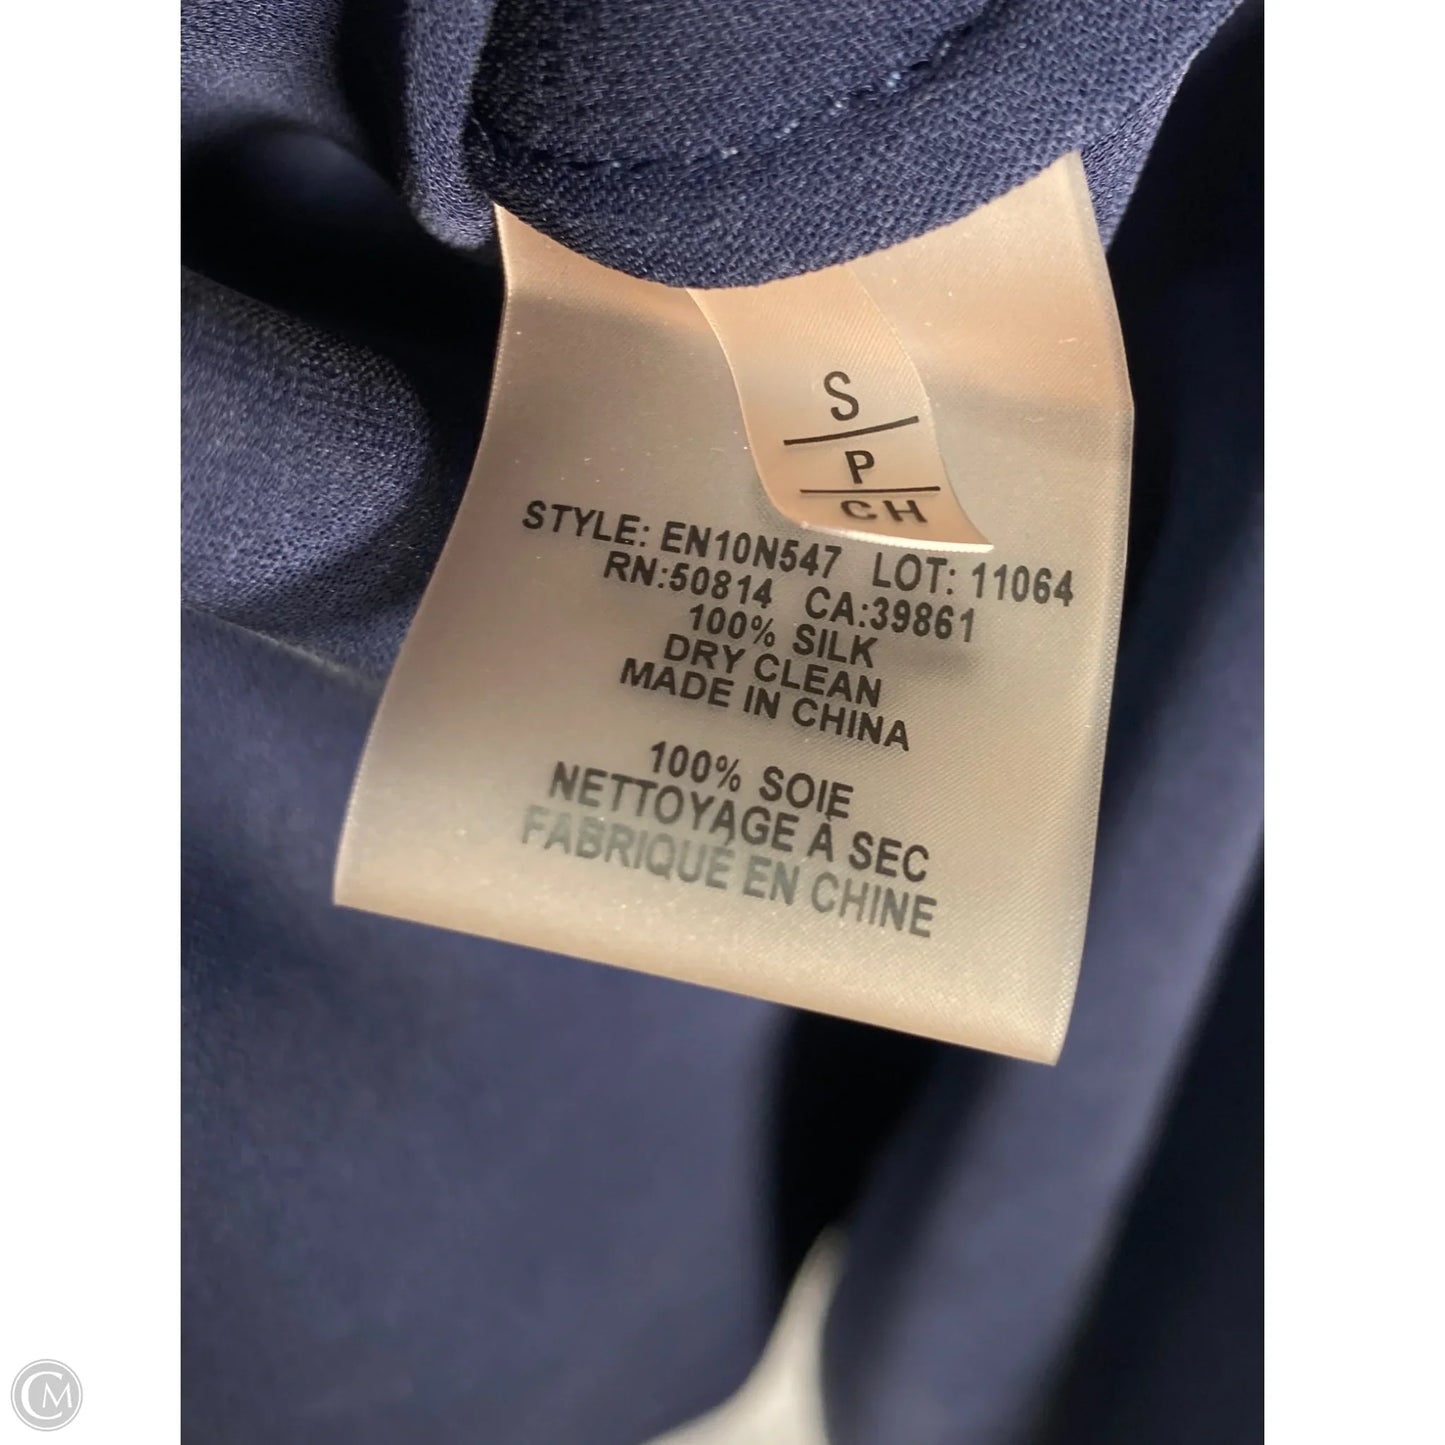 S
P
CH
STYLE: EN10N547 LOT: 11064
RN:50814 CA:39861
100% SILK
DRY CLEAN
MADE IN CHINA
100% SOIE
NETTOYAGE À SEC
FABRIQUÉ EN CHINE
CM